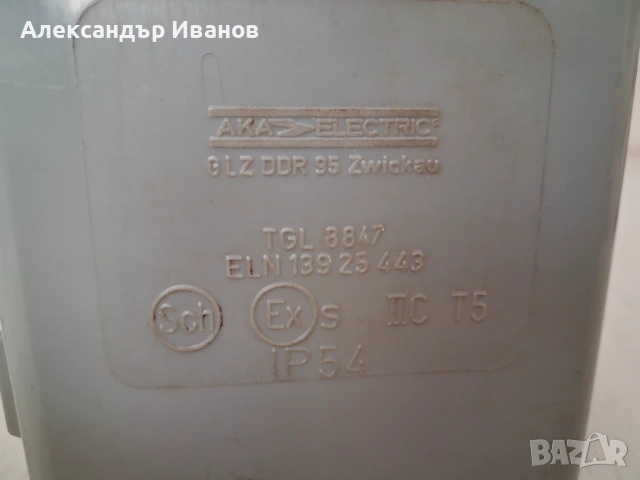 Александър Иванов
AKA ELECTRIC
GLZ DDR 95 Zwickau
TGL 8847
ELN 139 25 443
Sch Ex s IIC T5
IP54
BAZAR